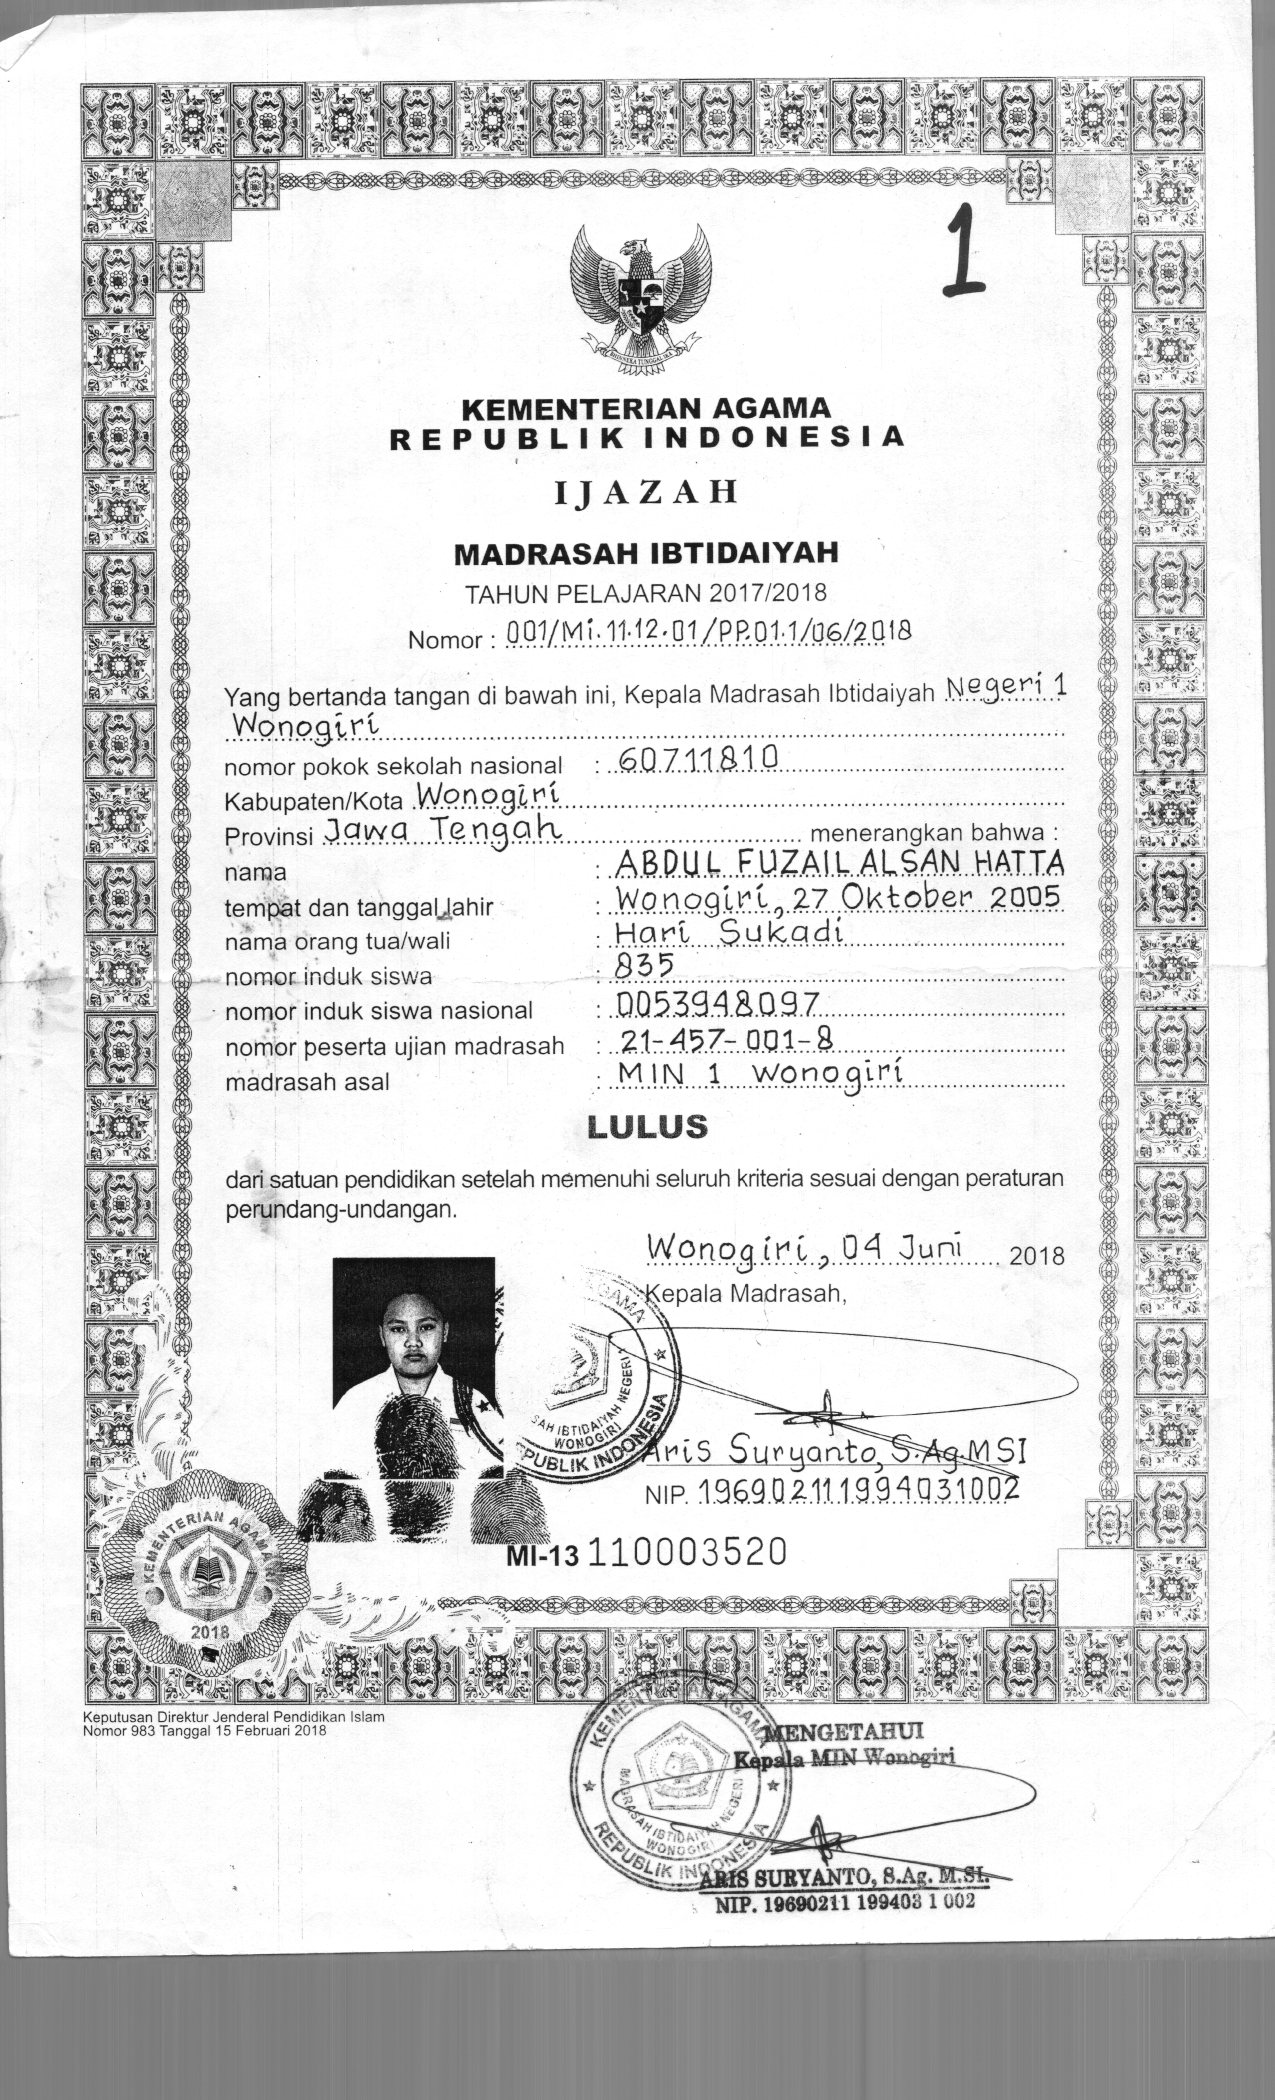 1
BHINNEKA TUNGGAL IKA
KEMENTERIAN AGAMA
REPUBLIK INDONESIA
IJAZAH
MADRASAH IBTIDAIYAH
TAHUN PELAJARAN 2017/2018
Nomor : 001/Mi.11.12.01/PP.01.1/06/2018
Yang bertanda tangan di bawah ini, Kepala Madrasah Ibtidaiyah Negeri 1
Wonogiri
nomor pokok sekolah nasional : 60711810
Kabupaten/Kota Wonogiri
Provinsi Jawa Tengah menerangkan bahwa :
nama : ABDUL FUZAIL ALSAN HATTA
tempat dan tanggal lahir : Wonogiri, 27 Oktober 2005
nama orang tua/wali : Hari Sukadi
nomor induk siswa : 835
nomor induk siswa nasional : 0053948097
nomor peserta ujian madrasah : 21-457-001-8
madrasah asal : MIN 1 Wonogiri
LULUS
dari satuan pendidikan setelah memenuhi seluruh kriteria sesuai dengan peraturan
perundang-undangan.
Wonogiri, 04 Juni 2018
Kepala Madrasah,
AGAMA
SAH IBTIDAIYAH NEGERI
WONOGIRI
PUBLIK INDONESIA
Aris Suryanto, S.Ag.MSI
NIP. 196902111994031002
MI-13 110003520
KEMENTERIAN AGAMA RI
2018
Keputusan Direktur Jenderal Pendidikan Islam
Nomor 983 Tanggal 15 Februari 2018
KEMENTERIAN AGAMA
MADRASAH IBTIDAIYAH NEGERI 1
WONOGIRI
REPUBLIK INDONESIA
MENGETAHUI
Kepala MIN Wonogiri
ARIS SURYANTO, S.Ag. M.SI.
NIP. 19690211 199403 1 002